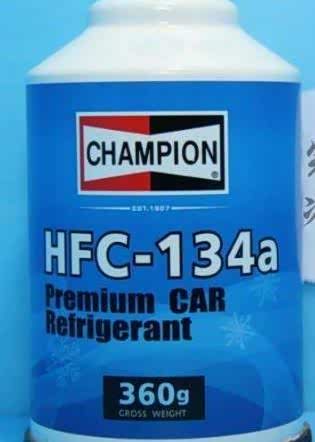 CHAMPION
®
EST.1907
HFC-134a
Premium CAR
Refrigerant
360g
GROSS WEIGHT